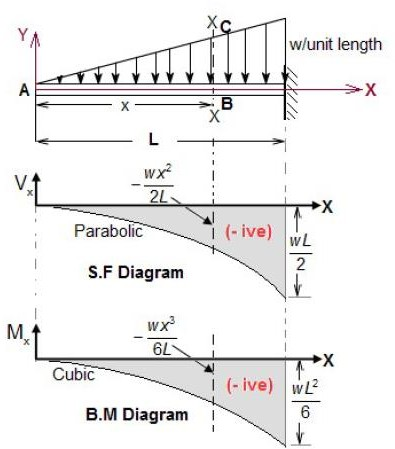 Y
X
C
w/unit length
A
X
x
B
X
L
Vₓ
-wx²/2L
X
Parabolic
(- ive)
wL/2
S.F Diagram
Mₓ
-wx³/6L
X
Cubic
(- ive)
wL²/6
B.M Diagram